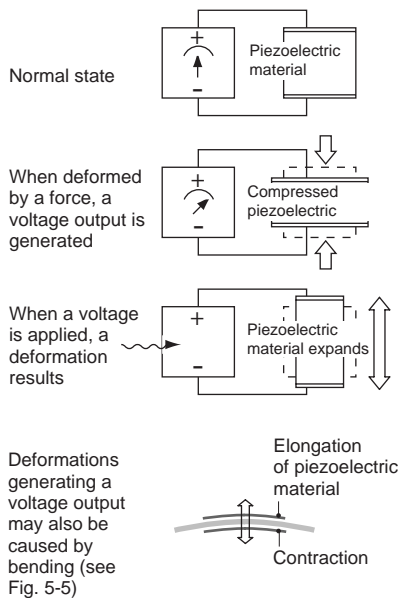 Normal state
+
-
Piezoelectric
material
When deformed
by a force, a
voltage output is
generated
+
-
Compressed
piezoelectric
When a voltage
is applied, a
deformation
results
+
-
Piezoelectric
material expands
Deformations
generating a
voltage output
may also be
caused by
bending (see
Fig. 5-5)
Elongation
of piezoelectric
material
Contraction